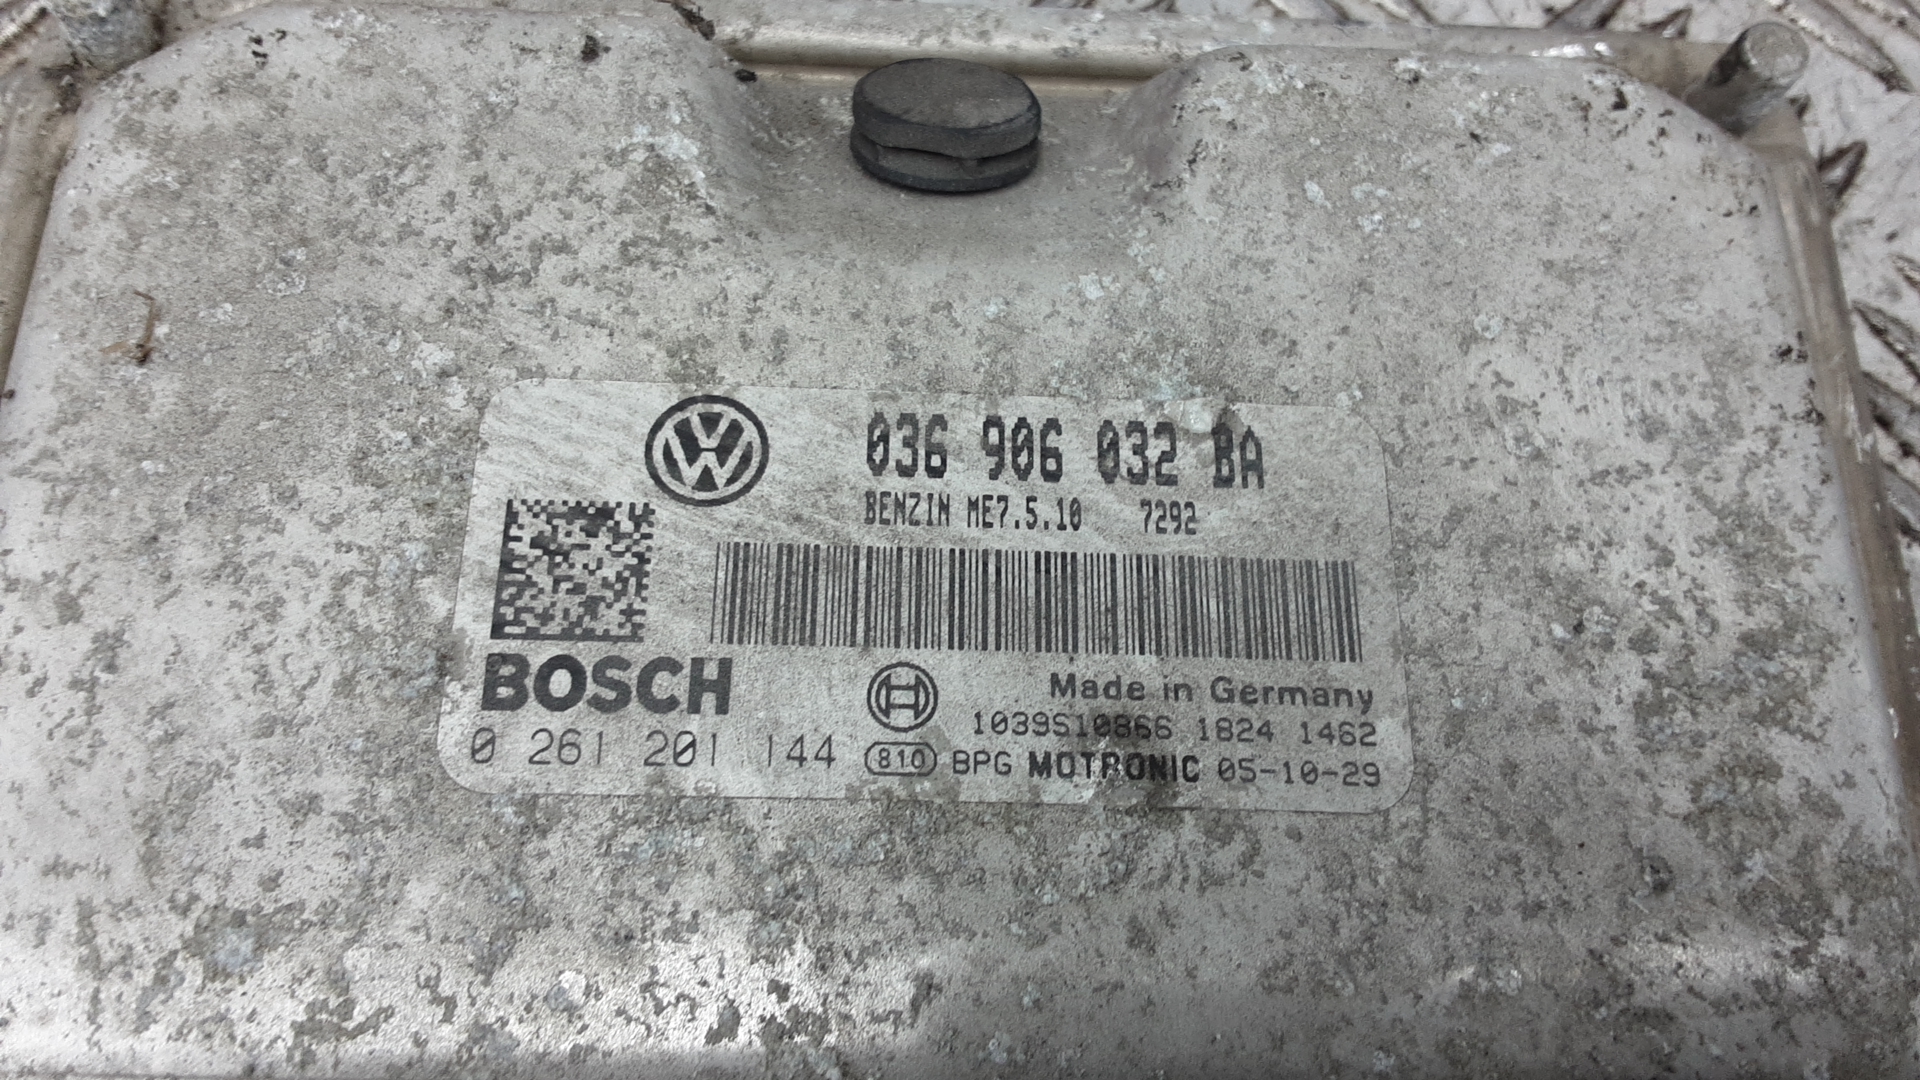 036 906 032 BA
BENZIN ME7.5.10 7292
BOSCH
Made in Germany
1039S10866 1824 1462
0 261 201 144
810 BPG MOTRONIC 05-10-29